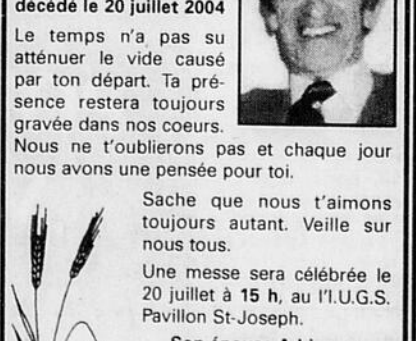 décédé le 20 juillet 2004
Le temps n'a pas su
atténuer le vide causé
par ton départ. Ta pré-
sence restera toujours
gravée dans nos coeurs.
Nous ne t'oublierons pas et chaque jour
nous avons une pensée pour toi.
Sache que nous t'aimons
toujours autant. Veille sur
nous tous.
Une messe sera célébrée le
20 juillet à 15 h, au l'I.U.G.S.
Pavillon St-Joseph.